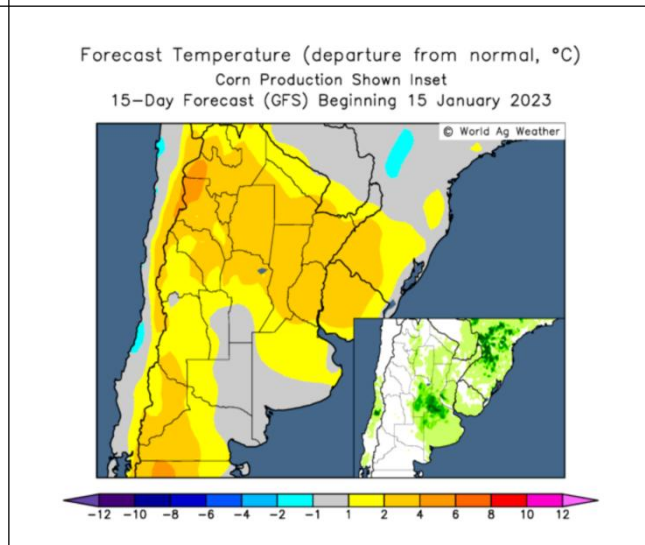 Forecast Temperature (departure from normal, °C)
Corn Production Shown Inset
15-Day Forecast (GFS) Beginning 15 January 2023
© World Ag Weather
-12 -10 -8 -6 -4 -2 -1 1 2 4 6 8 10 12